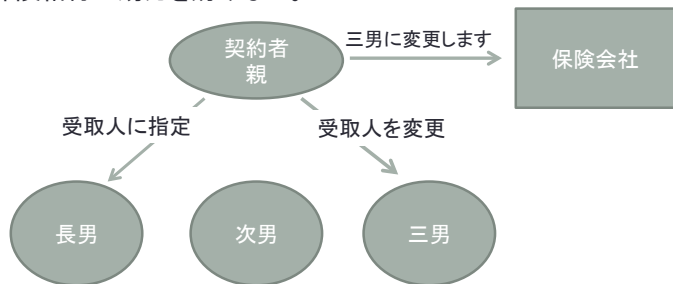 契約者
親
三男に変更します
保険会社
受取人に指定
受取人を変更
長男
次男
三男